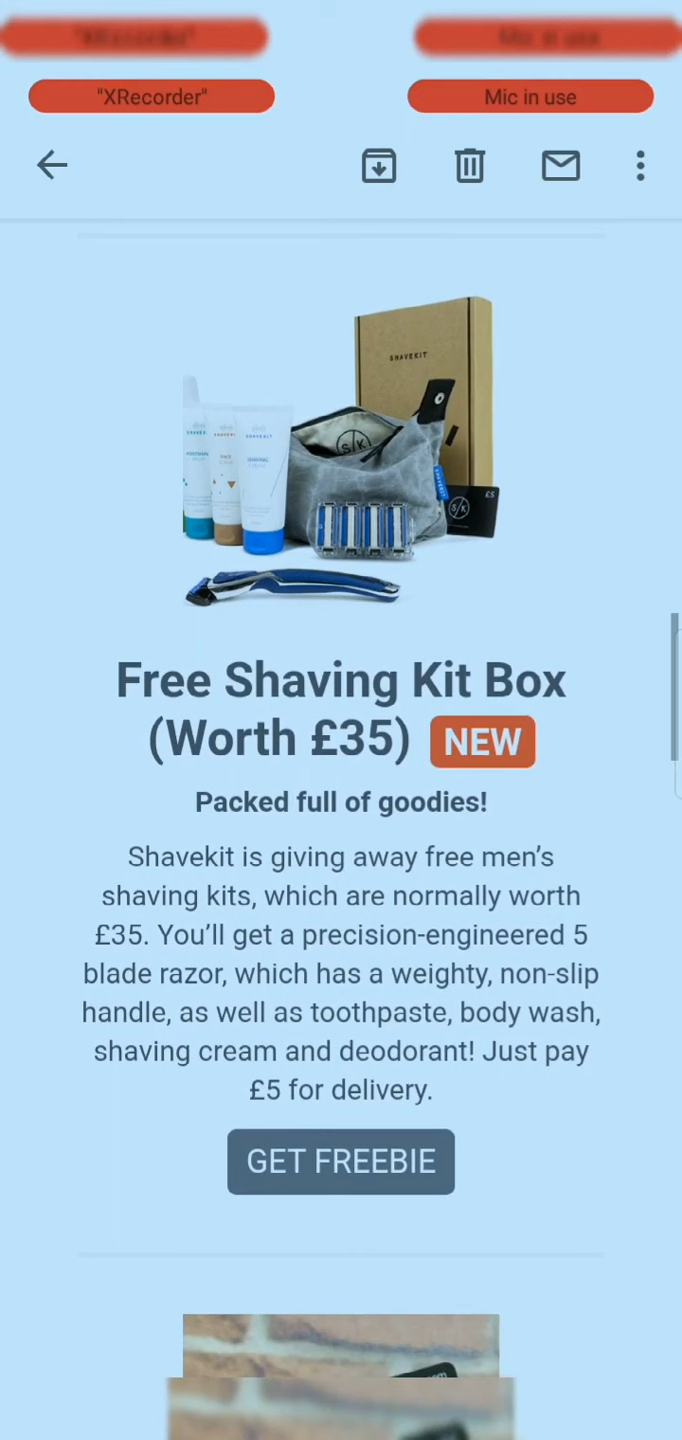 "XRecorder"
Mic in use
SHAVEKIT
S/K
£5
S/K
Free Shaving Kit Box
(Worth £35) NEW
Packed full of goodies!
Shavekit is giving away free men's
shaving kits, which are normally worth
£35. You'll get a precision-engineered 5
blade razor, which has a weighty, non-slip
handle, as well as toothpaste, body wash,
shaving cream and deodorant! Just pay
£5 for delivery.
GET FREEBIE